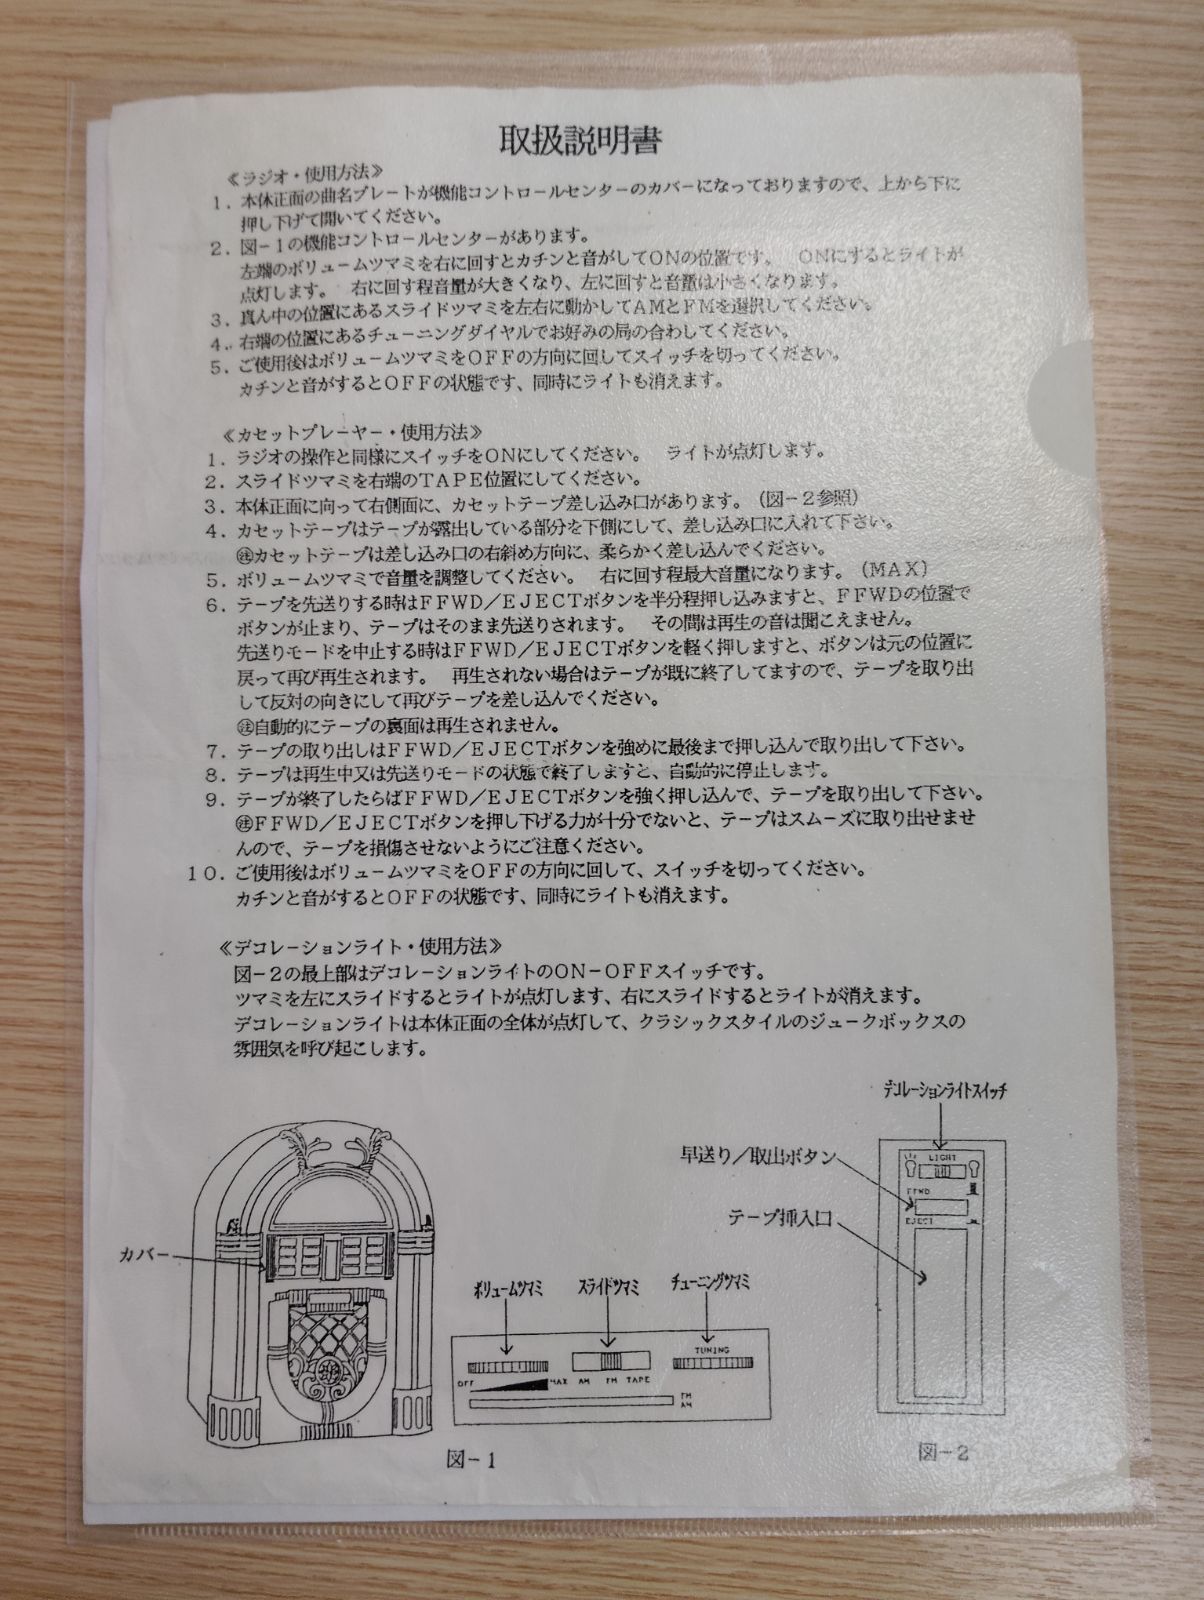 取扱説明書
≪ラジオ・使用方法≫
1．本体正面の曲名プレートが機能コントロールセンターのカバーになっておりますので、上から下に
押し下げて開いてください。
2．図－1の機能コントロールセンターがあります。
左端のボリュームツマミを右に回すとカチンと音がしてONの位置です。　ONにするとライトが
点灯します。　右に回す程音量が大きくなり、左に回すと音量は小さくなります。
3．真ん中の位置にあるスライドツマミを左右に動かしてAMとFMを選択してください。
4．右端の位置にあるチューニングダイヤルでお好みの局の合わしてください。
5．ご使用後はボリュームツマミをOFFの方向に回してスイッチを切ってください。
カチンと音がするとOFFの状態です、同時にライトも消えます。
≪カセットプレーヤー・使用方法≫
1．ラジオの操作と同様にスイッチをONにしてください。　ライトが点灯します。
2．スライドツマミを右端のTAPE位置にしてください。
3．本体正面に向って右側面に、カセットテープ差し込み口があります。（図－2参照）
4．カセットテープはテープが露出している部分を下側にして、差し込み口に入れて下さい。
㊟カセットテープは差し込み口の右斜め方向に、柔らかく差し込んでください。
5．ボリュームツマミで音量を調整してください。　右に回す程最大音量になります。（MAX）
6．テープを先送りする時はFFWD／EJECTボタンを半分程押し込みますと、FFWDの位置で
ボタンが止まり、テープはそのまま先送りされます。　その間は再生の音は聞こえません。
先送りモードを中止する時はFFWD／EJECTボタンを軽く押しますと、ボタンは元の位置に
戻って再び再生されます。　再生されない場合はテープが既に終了してますので、テープを取り出
して反対の向きにして再びテープを差し込んでください。
㊟自動的にテープの裏面は再生されません。
7．テープの取り出しはFFWD／EJECTボタンを強めに最後まで押し込んで取り出して下さい。
8．テープは再生中又は先送りモードの状態で終了しますと、自動的に停止します。
9．テープが終了したらばFFWD／EJECTボタンを強く押し込んで、テープを取り出して下さい。
㊟FFWD／EJECTボタンを押し下げる力が十分でないと、テープはスムーズに取り出せませ
んので、テープを損傷させないようにご注意ください。
10．ご使用後はボリュームツマミをOFFの方向に回して、スイッチを切ってください。
カチンと音がするとOFFの状態です、同時にライトも消えます。
≪デコレーションライト・使用方法≫
図－2の最上部はデコレーションライトのON－OFFスイッチです。
ツマミを左にスライドするとライトが点灯します、右にスライドするとライトが消えます。
デコレーションライトは本体正面の全体が点灯して、クラシックスタイルのジュークボックスの
雰囲気を呼び起こします。
デコレーションライトスイッチ
早送り／取出ボタン
LIGHT
FFWD
テープ挿入口
EJECT
カバー
ボリュームツマミ　スライドツマミ　チューニングツマミ
TUNING
OFF　MAX　AM　FM　TAPE
FM
AM
図－1
図－2